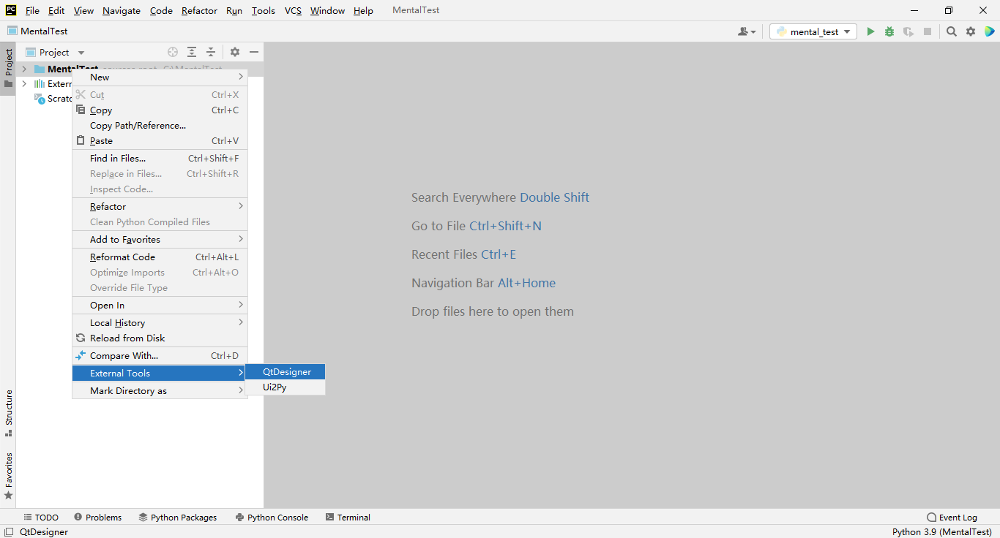 PC File Edit View Navigate Code Refactor Run Tools VCS Window Help MentalTest
MentalTest
mental_test
Project
Project
MentalTest sources root C:\MentalTest
Extern
Scratc
New
Cut Ctrl+X
Copy Ctrl+C
Copy Path/Reference...
Paste Ctrl+V
Find in Files... Ctrl+Shift+F
Replace in Files... Ctrl+Shift+R
Inspect Code...
Refactor
Clean Python Compiled Files
Add to Favorites
Reformat Code Ctrl+Alt+L
Optimize Imports Ctrl+Alt+O
Override File Type
Open In
Local History
Reload from Disk
Compare With... Ctrl+D
External Tools
Mark Directory as
QtDesigner
Ui2Py
Search Everywhere Double Shift
Go to File Ctrl+Shift+N
Recent Files Ctrl+E
Navigation Bar Alt+Home
Drop files here to open them
Structure
Favorites
TODO Problems Python Packages Python Console Terminal Event Log
QtDesigner Python 3.9 (MentalTest)